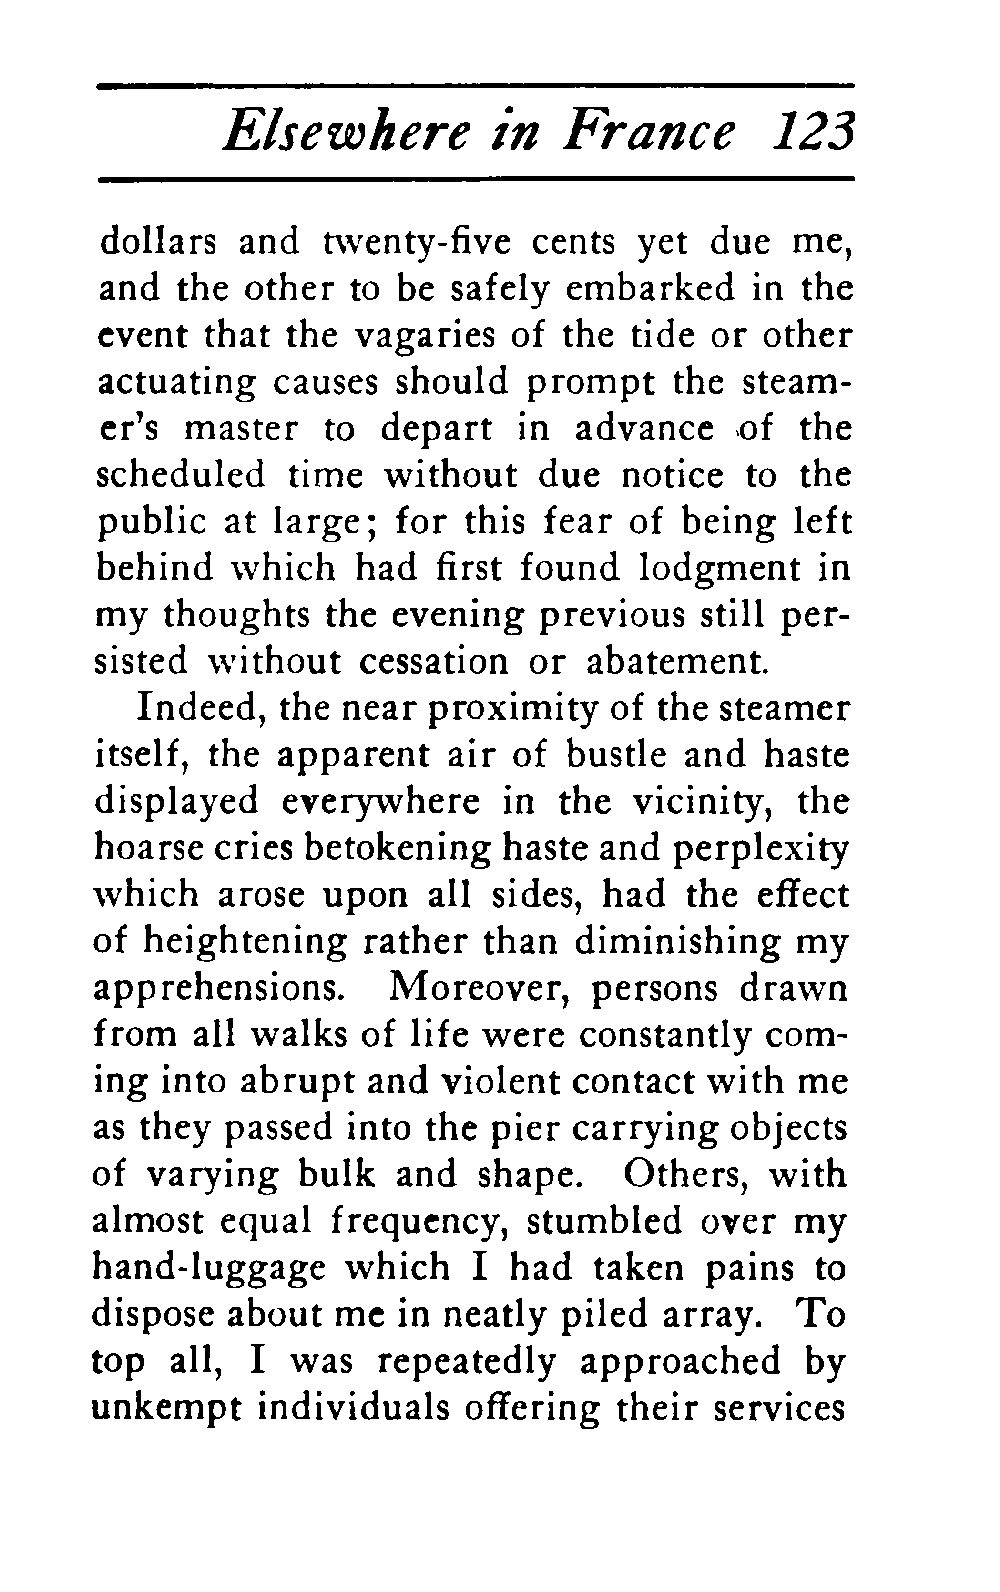 Elsewhere in France 123
dollars and twenty-five cents yet due me,
and the other to be safely embarked in the
event that the vagaries of the tide or other
actuating causes should prompt the steam-
er's master to depart in advance of the
scheduled time without due notice to the
public at large; for this fear of being left
behind which had first found lodgment in
my thoughts the evening previous still per-
sisted without cessation or abatement.
Indeed, the near proximity of the steamer
itself, the apparent air of bustle and haste
displayed everywhere in the vicinity, the
hoarse cries betokening haste and perplexity
which arose upon all sides, had the effect
of heightening rather than diminishing my
apprehensions. Moreover, persons drawn
from all walks of life were constantly com-
ing into abrupt and violent contact with me
as they passed into the pier carrying objects
of varying bulk and shape. Others, with
almost equal frequency, stumbled over my
hand-luggage which I had taken pains to
dispose about me in neatly piled array. To
top all, I was repeatedly approached by
unkempt individuals offering their services